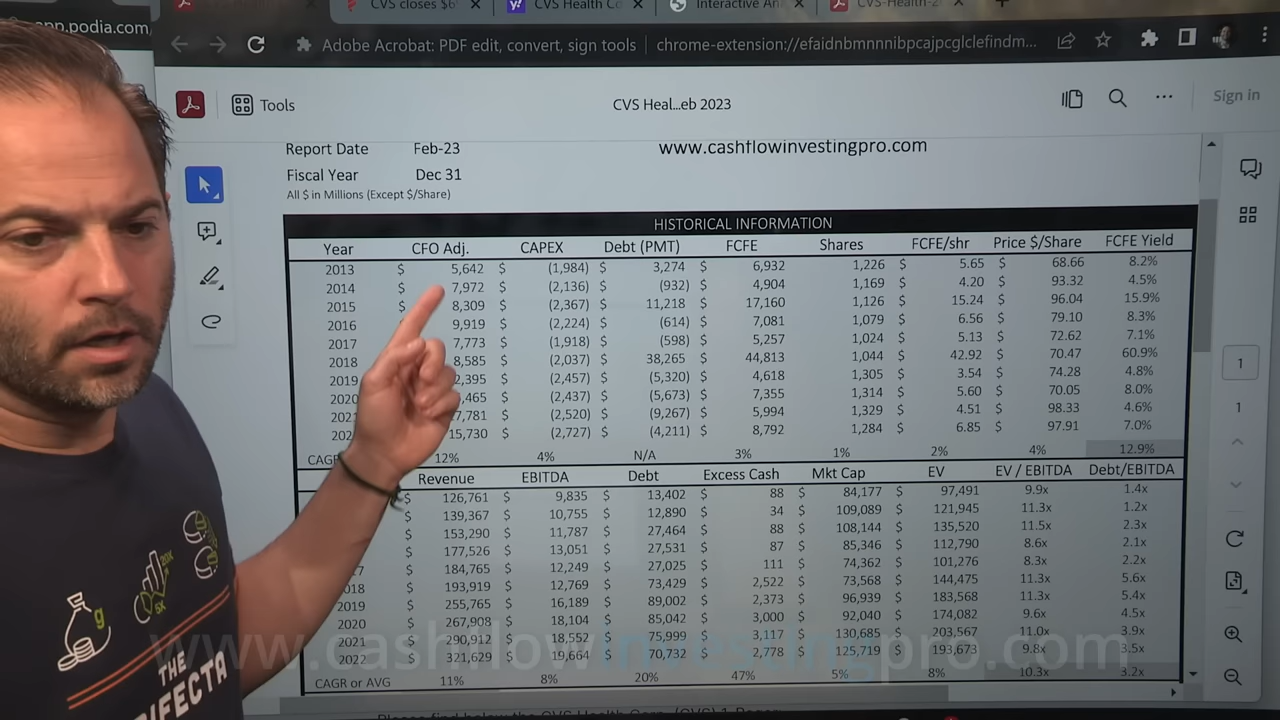 app.podia.com
CVS closes $6
CVS Health Co
Interactive An
CVS-Health-2
Adobe Acrobat: PDF edit, convert, sign tools
chrome-extension://efaidnbmnnnibpcajpcglclefindm...
Tools
CVS Heal...eb 2023
Sign in
Report Date Feb-23
www.cashflowinvestingpro.com
Fiscal Year Dec 31
All $ in Millions (Except $/Share)
HISTORICAL INFORMATION
Year CFO Adj. CAPEX Debt (PMT) FCFE Shares FCFE/shr Price $/Share FCFE Yield
2013 $ 5,642 $ (1,984) $ 3,274 $ 6,932 1,226 $ 5.65 $ 68.66 8.2%
2014 $ 7,972 $ (2,136) $ (932) $ 4,904 1,169 $ 4.20 $ 93.32 4.5%
2015 $ 8,309 $ (2,367) $ 11,218 $ 17,160 1,126 $ 15.24 $ 96.04 15.9%
2016 9,919 $ (2,224) $ (614) $ 7,081 1,079 $ 6.56 $ 79.10 8.3%
2017 7,773 $ (1,918) $ (598) $ 5,257 1,024 $ 5.13 $ 72.62 7.1%
2018 8,585 $ (2,037) $ 38,265 $ 44,813 1,044 $ 42.92 $ 70.47 60.9%
2019 2,395 $ (2,457) $ (5,320) $ 4,618 1,305 $ 3.54 $ 74.28 4.8%
2020 ,465 $ (2,437) $ (5,673) $ 7,355 1,314 $ 5.60 $ 70.05 8.0%
202 7,781 $ (2,520) $ (9,267) $ 5,994 1,329 $ 4.51 $ 98.33 4.6%
202 15,730 $ (2,727) $ (4,211) $ 8,792 1,284 $ 6.85 $ 97.91 7.0%
CAGR 12% 4% N/A 3% 1% 2% 4% 12.9%
Revenue EBITDA Debt Excess Cash Mkt Cap EV EV / EBITDA Debt/EBITDA
$ 126,761 $ 9,835 $ 13,402 $ 88 $ 84,177 $ 97,491 9.9x 1.4x
$ 139,367 $ 10,755 $ 12,890 $ 34 $ 109,089 $ 121,945 11.3x 1.2x
$ 153,290 $ 11,787 $ 27,464 $ 88 $ 108,144 $ 135,520 11.5x 2.3x
$ 177,526 $ 13,051 $ 27,531 $ 87 $ 85,346 $ 112,790 8.6x 2.1x
7 $ 184,765 $ 12,249 $ 27,025 $ 111 $ 74,362 $ 101,276 8.3x 2.2x
018 $ 193,919 $ 12,769 $ 73,429 $ 2,522 $ 73,568 $ 144,475 11.3x 5.6x
2019 $ 255,765 $ 16,189 $ 89,002 $ 2,373 $ 96,939 $ 183,568 11.3x 5.4x
2020 $ 267,908 $ 18,104 $ 85,042 $ 3,000 $ 92,040 $ 174,082 9.6x 4.5x
2021 $ 290,912 $ 18,552 $ 75,999 $ 3,117 $ 130,685 $ 203,567 11.0x 3.9x
2022 $ 321,629 $ 19,664 $ 70,732 $ 2,778 $ 125,719 $ 193,673 9.8x 3.5x
CAGR or AVG 11% 8% 20% 47% 5% 8% 10.3x 3.2x
1
1
20X
5X
g
THE
IFECTA
www.cashflowinvestingpro.com